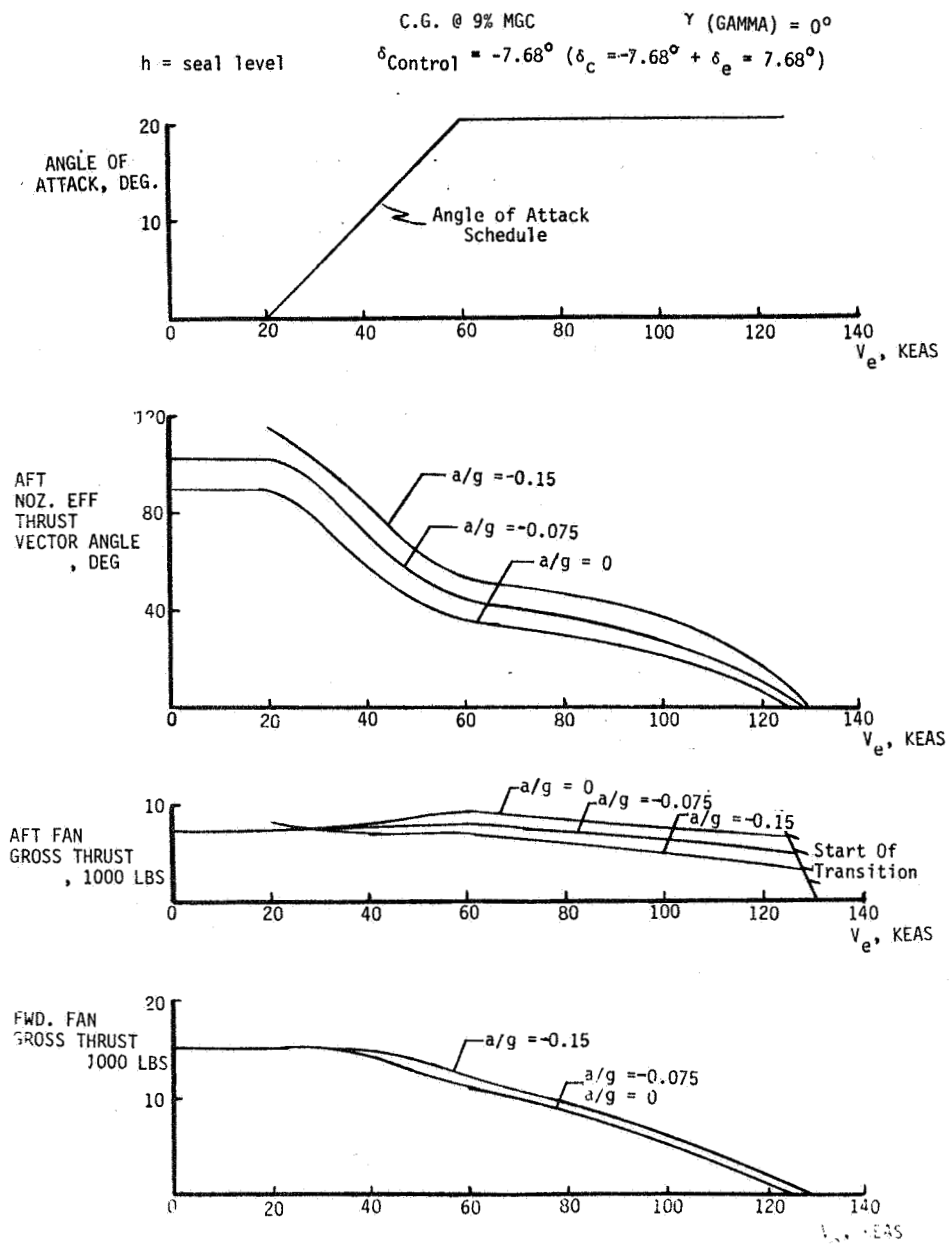 C.G. @ 9% MGC γ (GAMMA) = 0°
h = seal level δControl = -7.68° (δc =-7.68° + δe = 7.68°)
20
ANGLE OF
ATTACK, DEG.
10
Angle of Attack
Schedule
0 20 40 60 80 100 120 140
Ve, KEAS
120
a/g =-0.15
AFT
NOZ. EFF
THRUST
VECTOR ANGLE
, DEG
80
a/g =-0.075
a/g = 0
40
0 20 40 60 80 100 120 140
Ve, KEAS
10
a/g = 0
a/g =-0.075
a/g =-0.15
AFT FAN
GROSS THRUST
, 1000 LBS
Start Of
Transition
0 20 40 60 80 100 120 140
Ve, KEAS
20
FWD. FAN
GROSS THRUST
1000 LBS
a/g =-0.15
a/g =-0.075
a/g = 0
10
0 20 40 60 80 100 120 140
KEAS